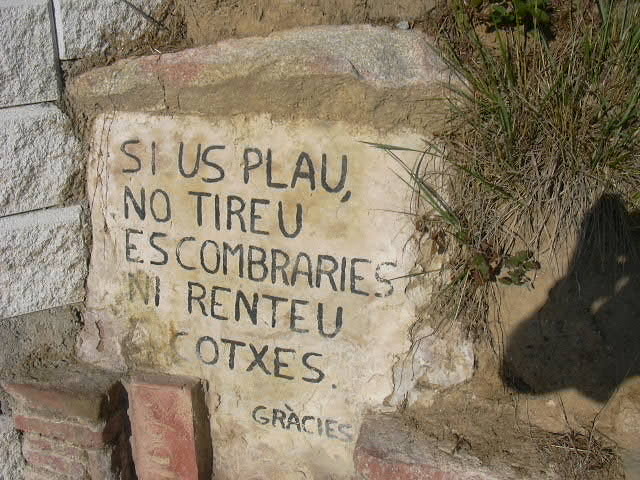 SI US PLAU,
NO TIREU
ESCOMBRARIES
NI RENTEU
COTXES.
GRÀCIES